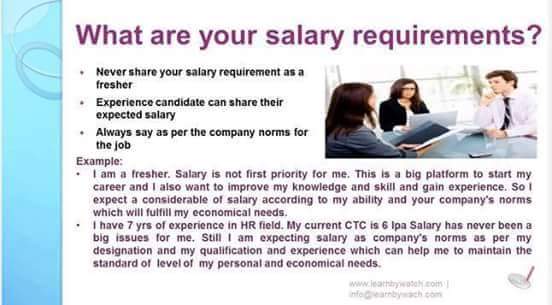 What are your salary requirements?
• Never share your salary requirement as a
fresher
• Experience candidate can share their
expected salary
• Always say as per the company norms for
the job
Example:
• I am a fresher. Salary is not first priority for me. This is a big platform to start my
career and I also want to improve my knowledge and skill and gain experience. So I
expect a considerable of salary according to my ability and your company's norms
which will fulfill my economical needs.
• I have 7 yrs of experience in HR field. My current CTC is 6 lpa Salary has never been a
big issues for me. Still I am expecting salary as company's norms as per my
designation and my qualification and experience which can help me to maintain the
standard of level of my personal and economical needs.
www.learnbywatch.com |
info@learnbywach.com